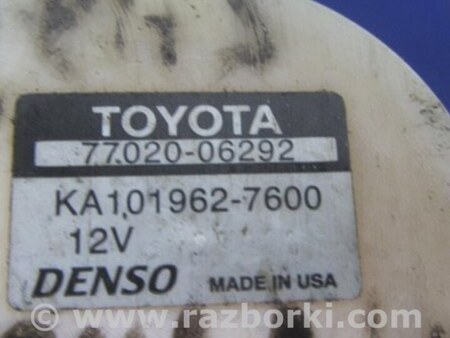 TOYOTA
77020-06292
KA101962-7600
12V
DENSO MADE IN USA
© www.razborki.com